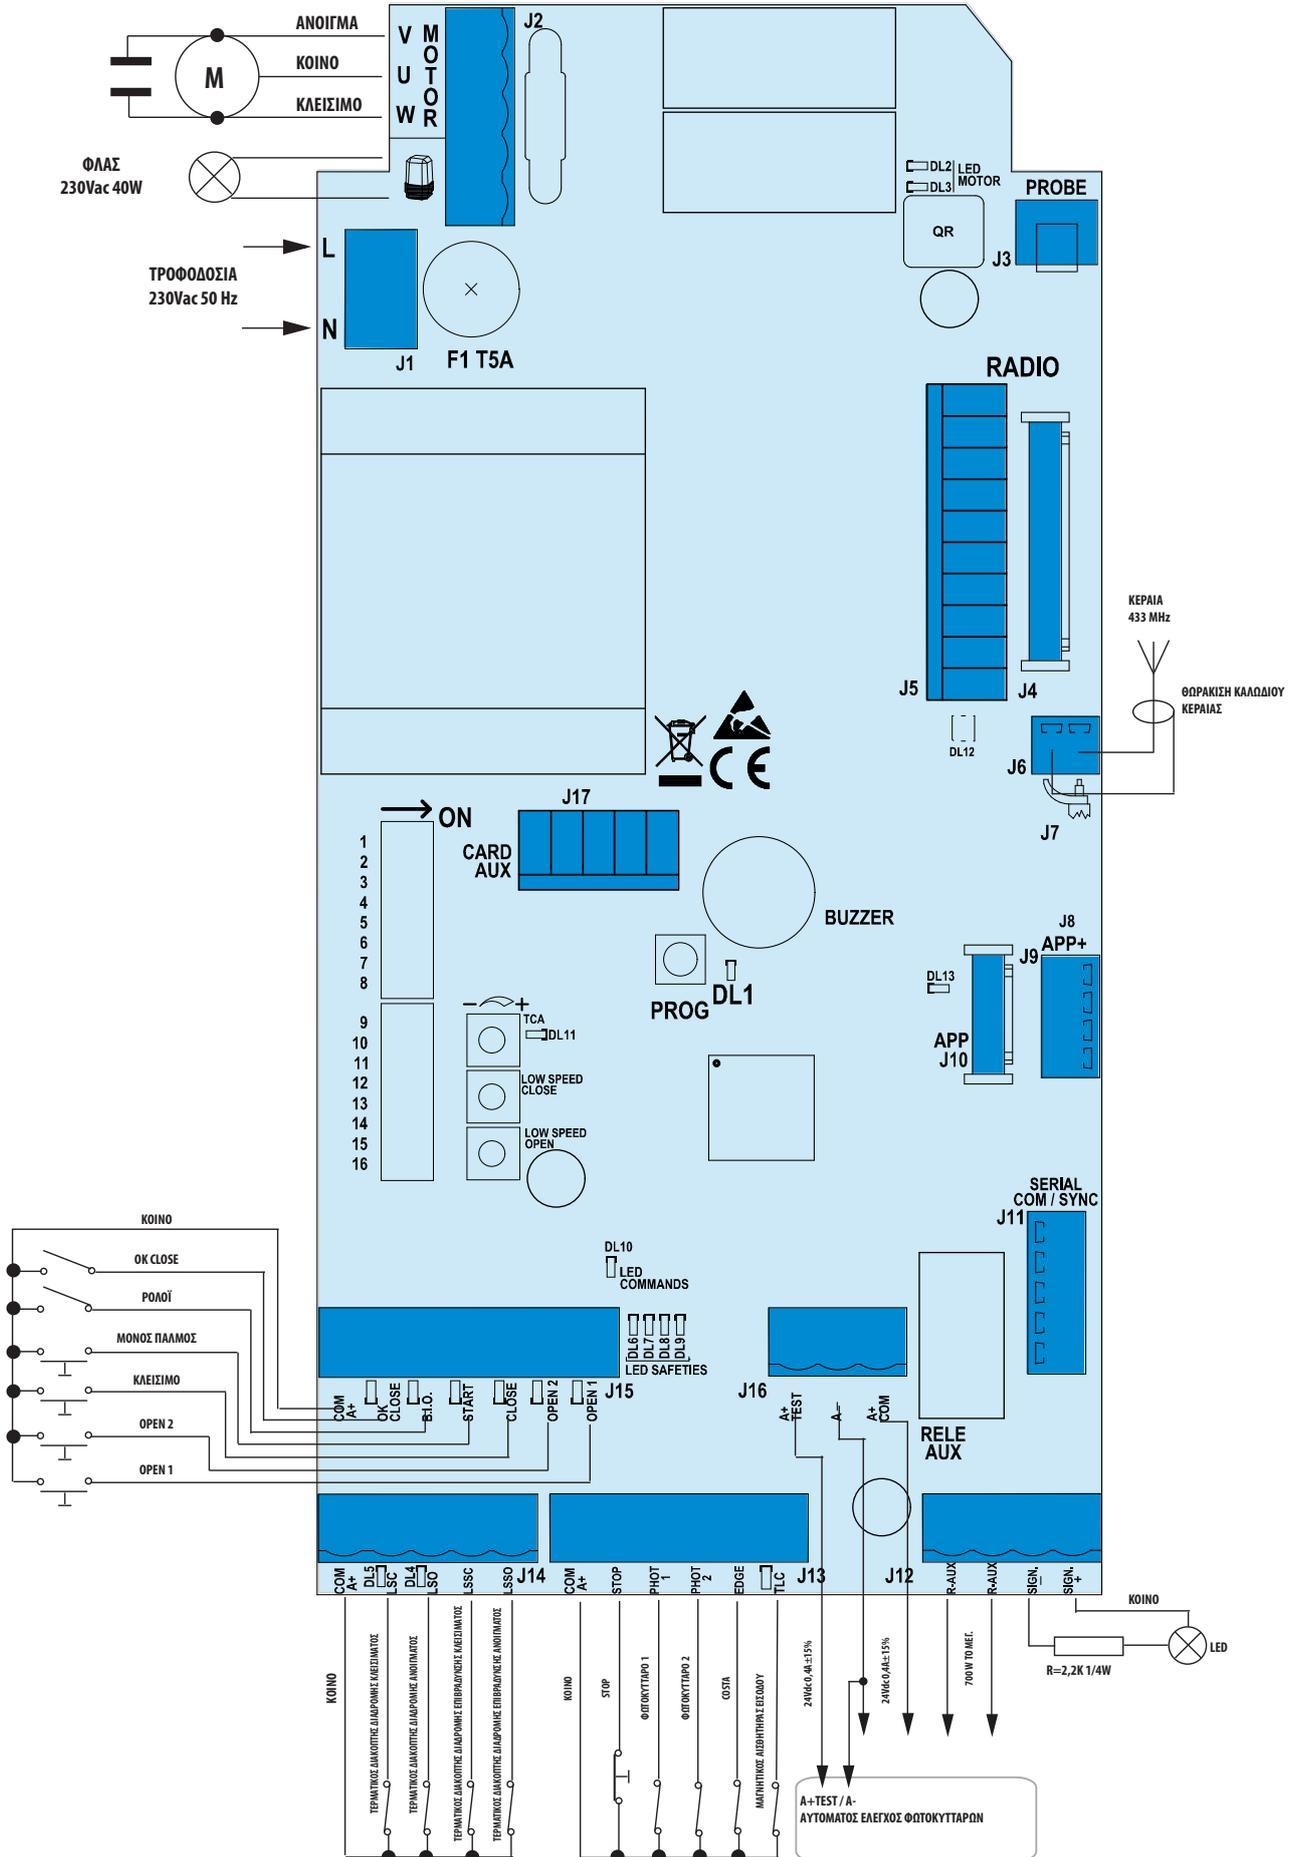 ΑΝΟΙΓΜΑ
ΚΟΙΝΟ
ΚΛΕΙΣΙΜΟ
M
V
U
W
MOTOR
J2
ΦΛΑΣ
230Vac 40W
ΤΡΟΦΟΔΟΣΙΑ
230Vac 50 Hz
L
N
J1
F1 T5A
DL2
DL3
LED
MOTOR
PROBE
QR
J3
RADIO
J5
J4
DL12
ΚΕΡΑΙΑ
433 MHz
ΘΩΡΑΚΙΣΗ ΚΑΛΩΔΙΟΥ
ΚΕΡΑΙΑΣ
J6
J7
CE
ON
1
2
3
4
5
6
7
8
9
10
11
12
13
14
15
16
J17
CARD
AUX
BUZZER
PROG
DL1
J8
APP+
J9
DL13
APP
J10
− +
TCA
DL11
LOW SPEED
CLOSE
LOW SPEED
OPEN
SERIAL
COM / SYNC
J11
DL10
LED
COMMANDS
DL6
DL7
DL8
DL9
LED SAFETIES
ΚΟΙΝΟ
OK CLOSE
ΡΟΛΟΪ
ΜΟΝΟΣ ΠΑΛΜΟΣ
ΚΛΕΙΣΙΜΟ
OPEN 2
OPEN 1
COM
A+
OK
CLOSE
B.I.O.
START
CLOSE
OPEN 2
OPEN 1
J15
J16
A+
TEST
A-
A+
COM
RELE
AUX
COM
A+
DL5
LSC
DL4
LSO
LSSC
LSSO
J14
COM
A+
STOP
PHOT
1
PHOT
2
EDGE
TLC
J13
J12
R-AUX
R-AUX
SIGN.
−
SIGN.
+
ΚΟΙΝΟ
LED
R=2,2K 1/4W
ΚΟΙΝΟ
ΤΕΡΜΑΤΙΚΟΣ ΔΙΑΚΟΠΤΗΣ ΔΙΑΔΡΟΜΗΣ ΚΛΕΙΣΙΜΑΤΟΣ
ΤΕΡΜΑΤΙΚΟΣ ΔΙΑΚΟΠΤΗΣ ΔΙΑΔΡΟΜΗΣ ΑΝΟΙΓΜΑΤΟΣ
ΤΕΡΜΑΤΙΚΟΣ ΔΙΑΚΟΠΤΗΣ ΔΙΑΔΡΟΜΗΣ ΕΠΙΒΡΑΔΥΝΣΗΣ ΚΛΕΙΣΙΜΑΤΟΣ
ΤΕΡΜΑΤΙΚΟΣ ΔΙΑΚΟΠΤΗΣ ΔΙΑΔΡΟΜΗΣ ΕΠΙΒΡΑΔΥΝΣΗΣ ΑΝΟΙΓΜΑΤΟΣ
ΚΟΙΝΟ
STOP
ΦΩΤΟΚΥΤΤΑΡΟ 1
ΦΩΤΟΚΥΤΤΑΡΟ 2
COSTA
ΜΑΓΝΗΤΙΚΟΣ ΑΙΣΘΗΤΗΡΑΣ ΕΙΣΟΔΟΥ
24Vdc 0,4A±15%
24Vdc 0,4A±15%
700 W ΤΟ ΜΕΓ.
A+TEST / A-
ΑΥΤΟΜΑΤΟΣ ΕΛΕΓΧΟΣ ΦΩΤΟΚΥΤΤΑΡΩΝ